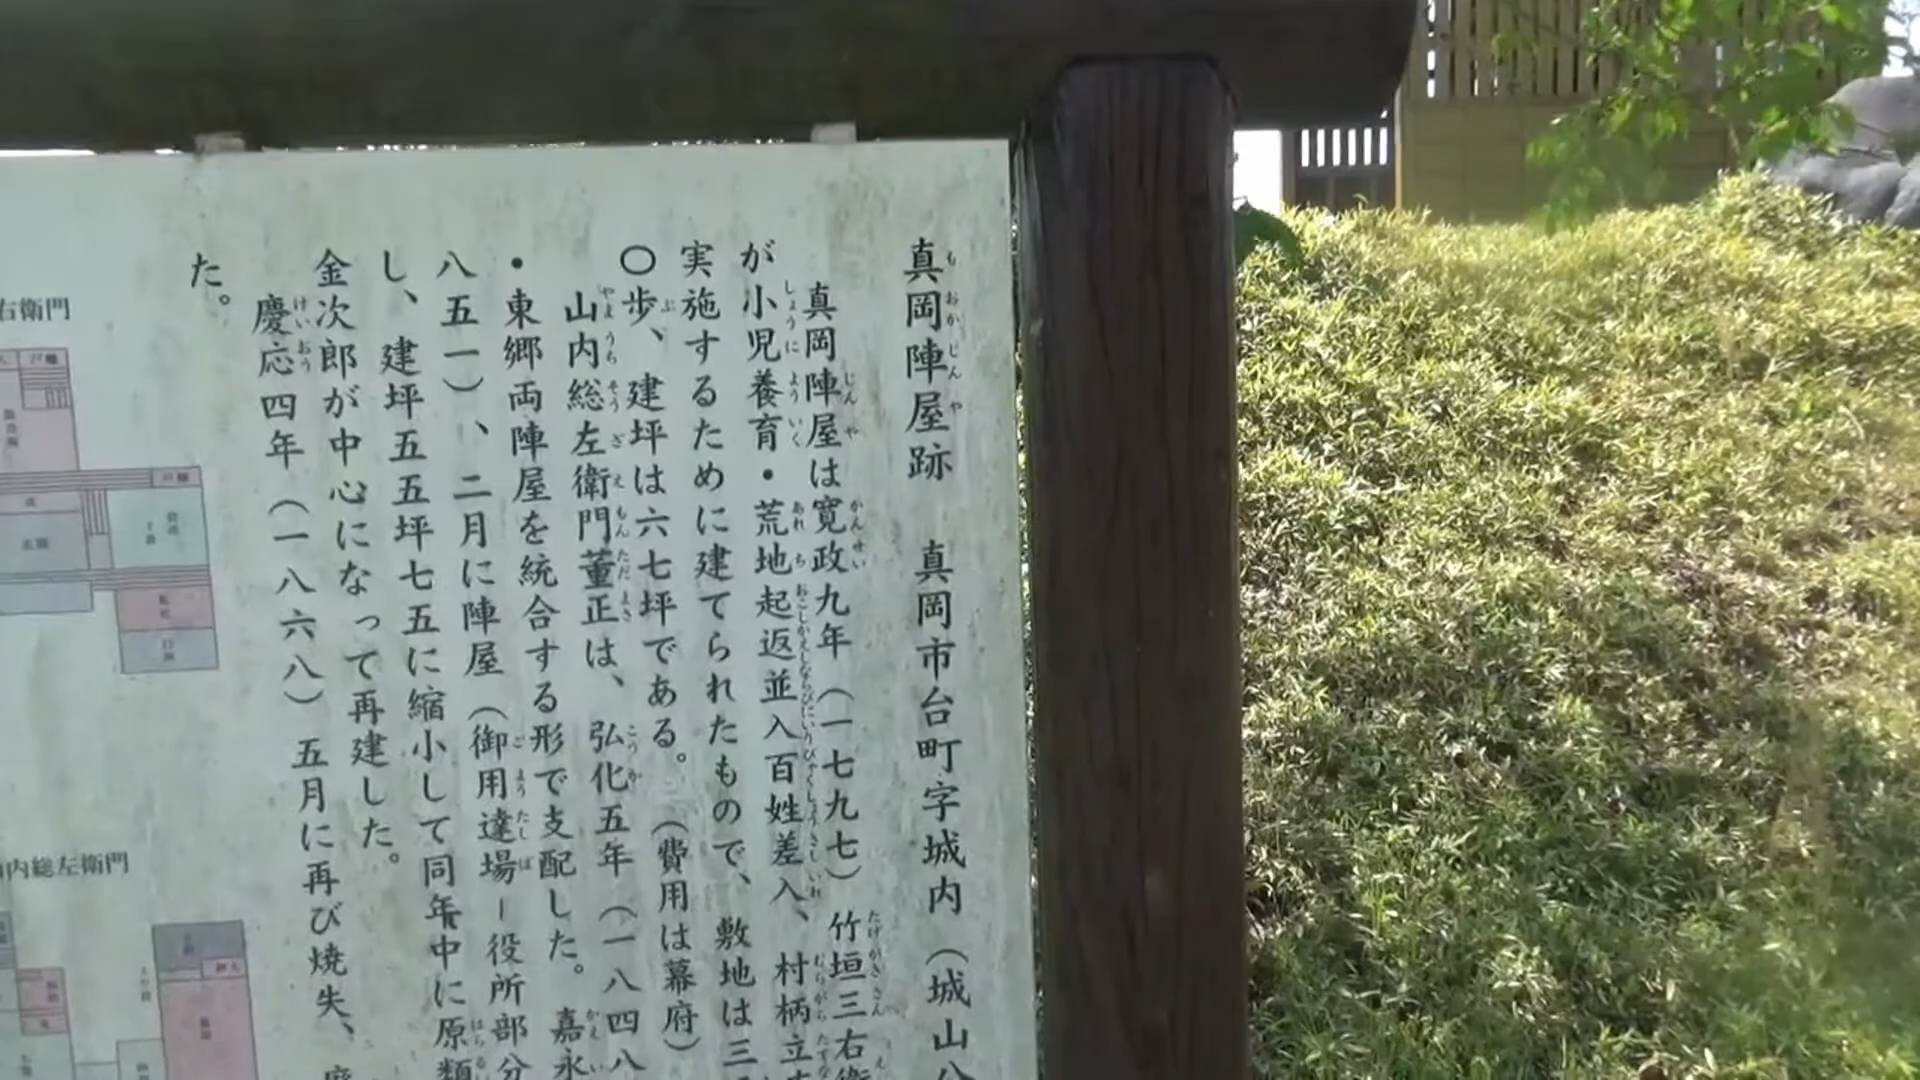 真岡陣屋跡　真岡市台町字城内（城山公
真岡陣屋は寛政九年（一七九七）竹垣三右衛
が小児養育・荒地起返並入百姓差入、村柄立
実施するために建てられたもので、敷地は三
〇歩、建坪は六七坪である。（費用は幕府）
山内総左衛門董正は、弘化五年（一八四八
・東郷両陣屋を統合する形で支配した。嘉永
八五一）、二月に陣屋（御用達場－役所部分
し、建坪五五坪七五に縮小して同年中に原類
金次郎が中心になって再建した。
慶応四年（一八六八）五月に再び焼失、
た。
右衛門
内総左衛門